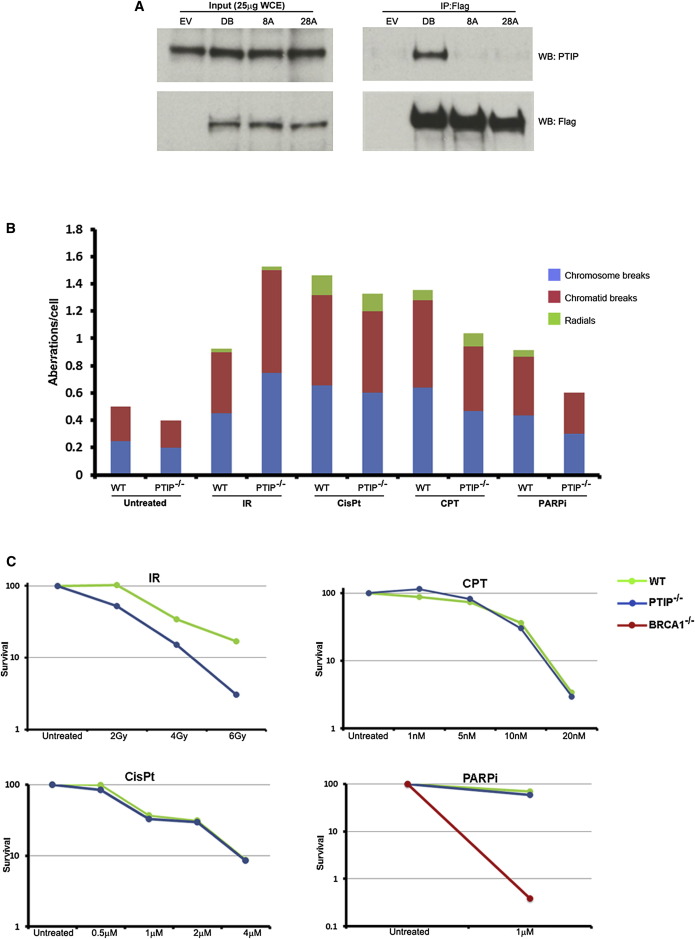 A
Input (25µg WCE)
EV DB 8A 28A
IP:Flag
EV DB 8A 28A
WB: PTIP
WB: Flag
B
Aberrations/cell
1.8
1.6
1.4
1.2
1
0.8
0.6
0.4
0.2
0
Chromosome breaks
Chromatid breaks
Radials
WT PTIP-/- WT PTIP-/- WT PTIP-/- WT PTIP-/- WT PTIP-/-
Untreated IR CisPt CPT PARPi
C
IR
Survival
100
10
1
Untreated 2Gy 4Gy 6Gy
CPT
Survival
100
10
1
Untreated 1nM 5nM 10nM 20nM
WT
PTIP-/-
BRCA1-/-
CisPt
Survival
100
10
1
Untreated 0.5µM 1µM 2µM 4µM
PARPi
Survival
100
10
1
0.1
Untreated 1µM